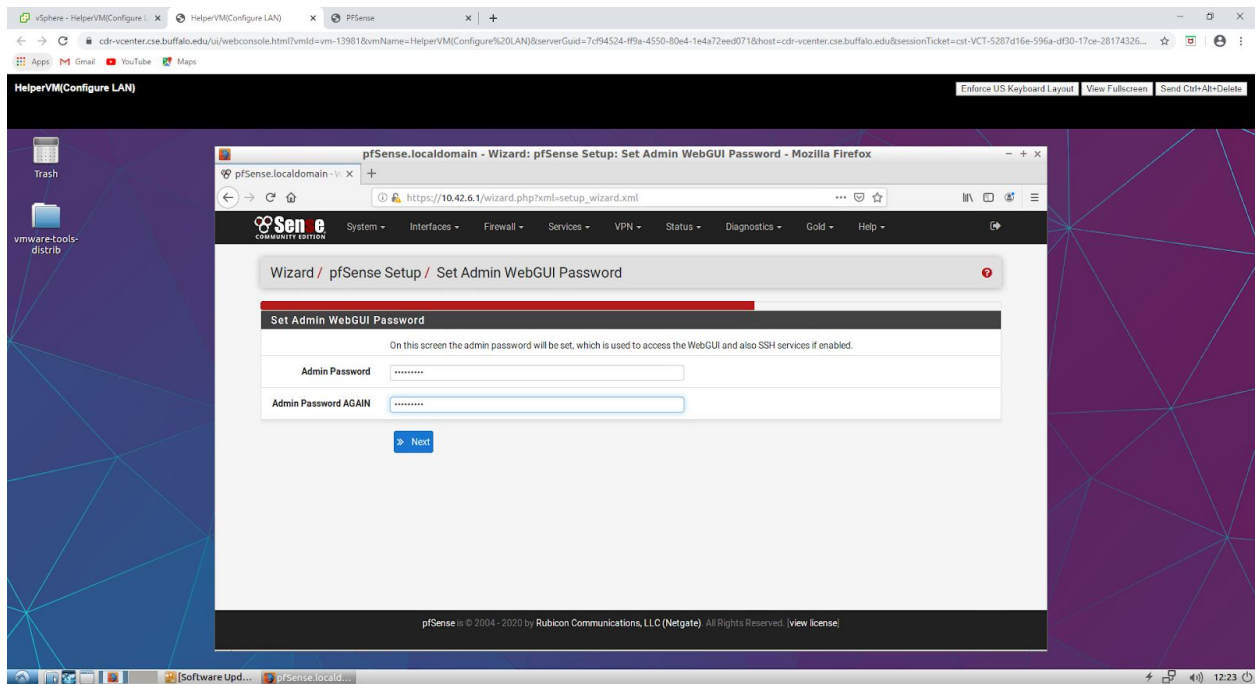 vSphere - HelperVM(Configure L
HelperVM(Configure LAN)
PFSense
cdr-vcenter.cse.buffalo.edu/ui/webconsole.html?vmId=vm-13981&vmName=HelperVM(Configure%20LAN)&serverGuid=7cf94524-ff9a-4550-80e4-1e4a72eed071&host=cdr-vcenter.cse.buffalo.edu&sessionTicket=cst-VCT-5287d16e-596a-df30-17ce-28174326...
Apps Gmail YouTube Maps
HelperVM(Configure LAN)
Enforce US Keyboard Layout View Fullscreen Send Ctrl+Alt+Delete
Trash
vmware-tools-
distrib
pfSense.localdomain - Wizard: pfSense Setup: Set Admin WebGUI Password - Mozilla Firefox
pfSense.localdomain - W
https://10.42.6.1/wizard.php?xml=setup_wizard.xml
Sense
COMMUNITY EDITION
System Interfaces Firewall Services VPN Status Diagnostics Gold Help
Wizard / pfSense Setup / Set Admin WebGUI Password
Set Admin WebGUI Password
On this screen the admin password will be set, which is used to access the WebGUI and also SSH services if enabled.
Admin Password •••••••••
Admin Password AGAIN •••••••••
» Next
pfSense is © 2004 - 2020 by Rubicon Communications, LLC (Netgate). All Rights Reserved. [view license]
[Software Upd... pfSense.locald... 12:23